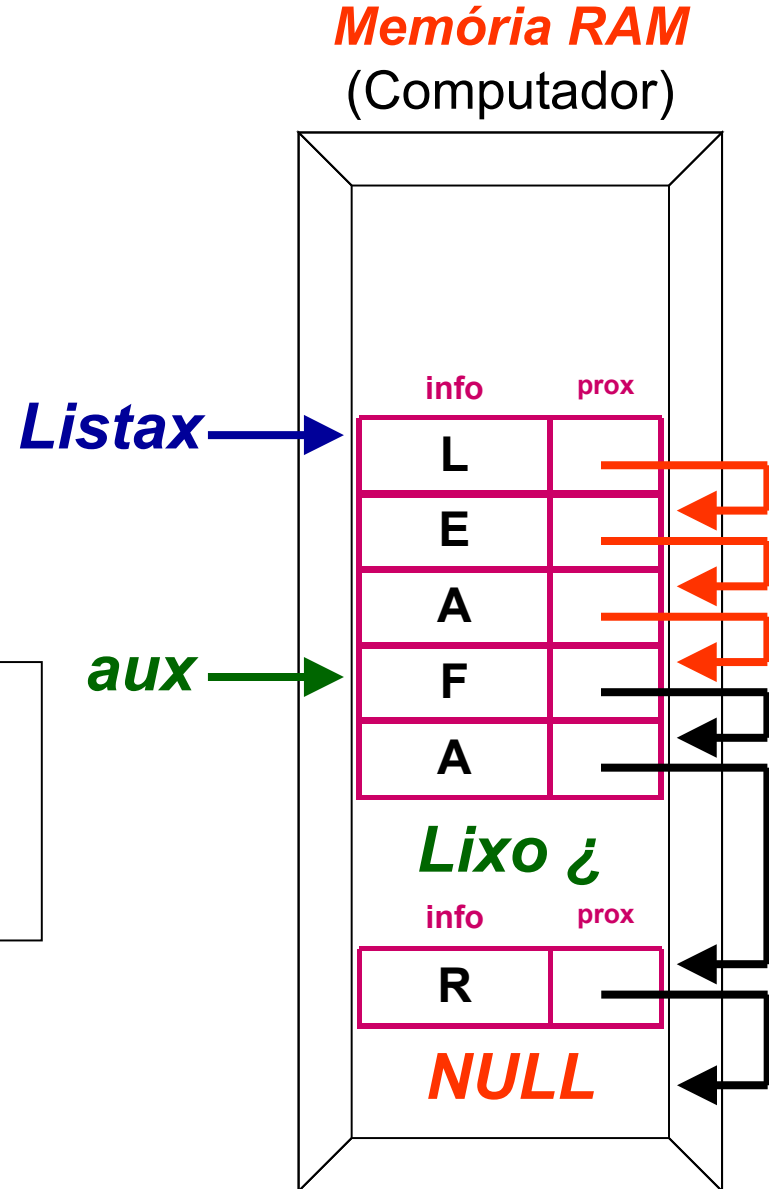 Memória RAM
(Computador)
info prox
Listax
L
E
A
aux
F
A
Lixo ¿
info prox
R
NULL